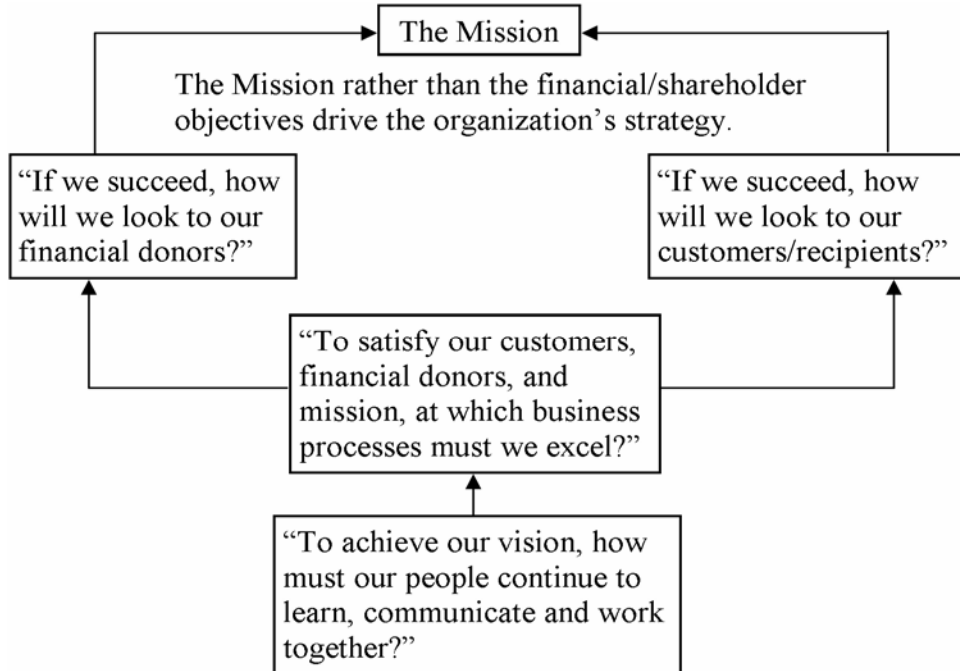 The Mission
The Mission rather than the financial/shareholder
objectives drive the organization’s strategy.
“If we succeed, how
will we look to our
financial donors?”
“If we succeed, how
will we look to our
customers/recipients?”
“To satisfy our customers,
financial donors, and
mission, at which business
processes must we excel?”
“To achieve our vision, how
must our people continue to
learn, communicate and work
together?”